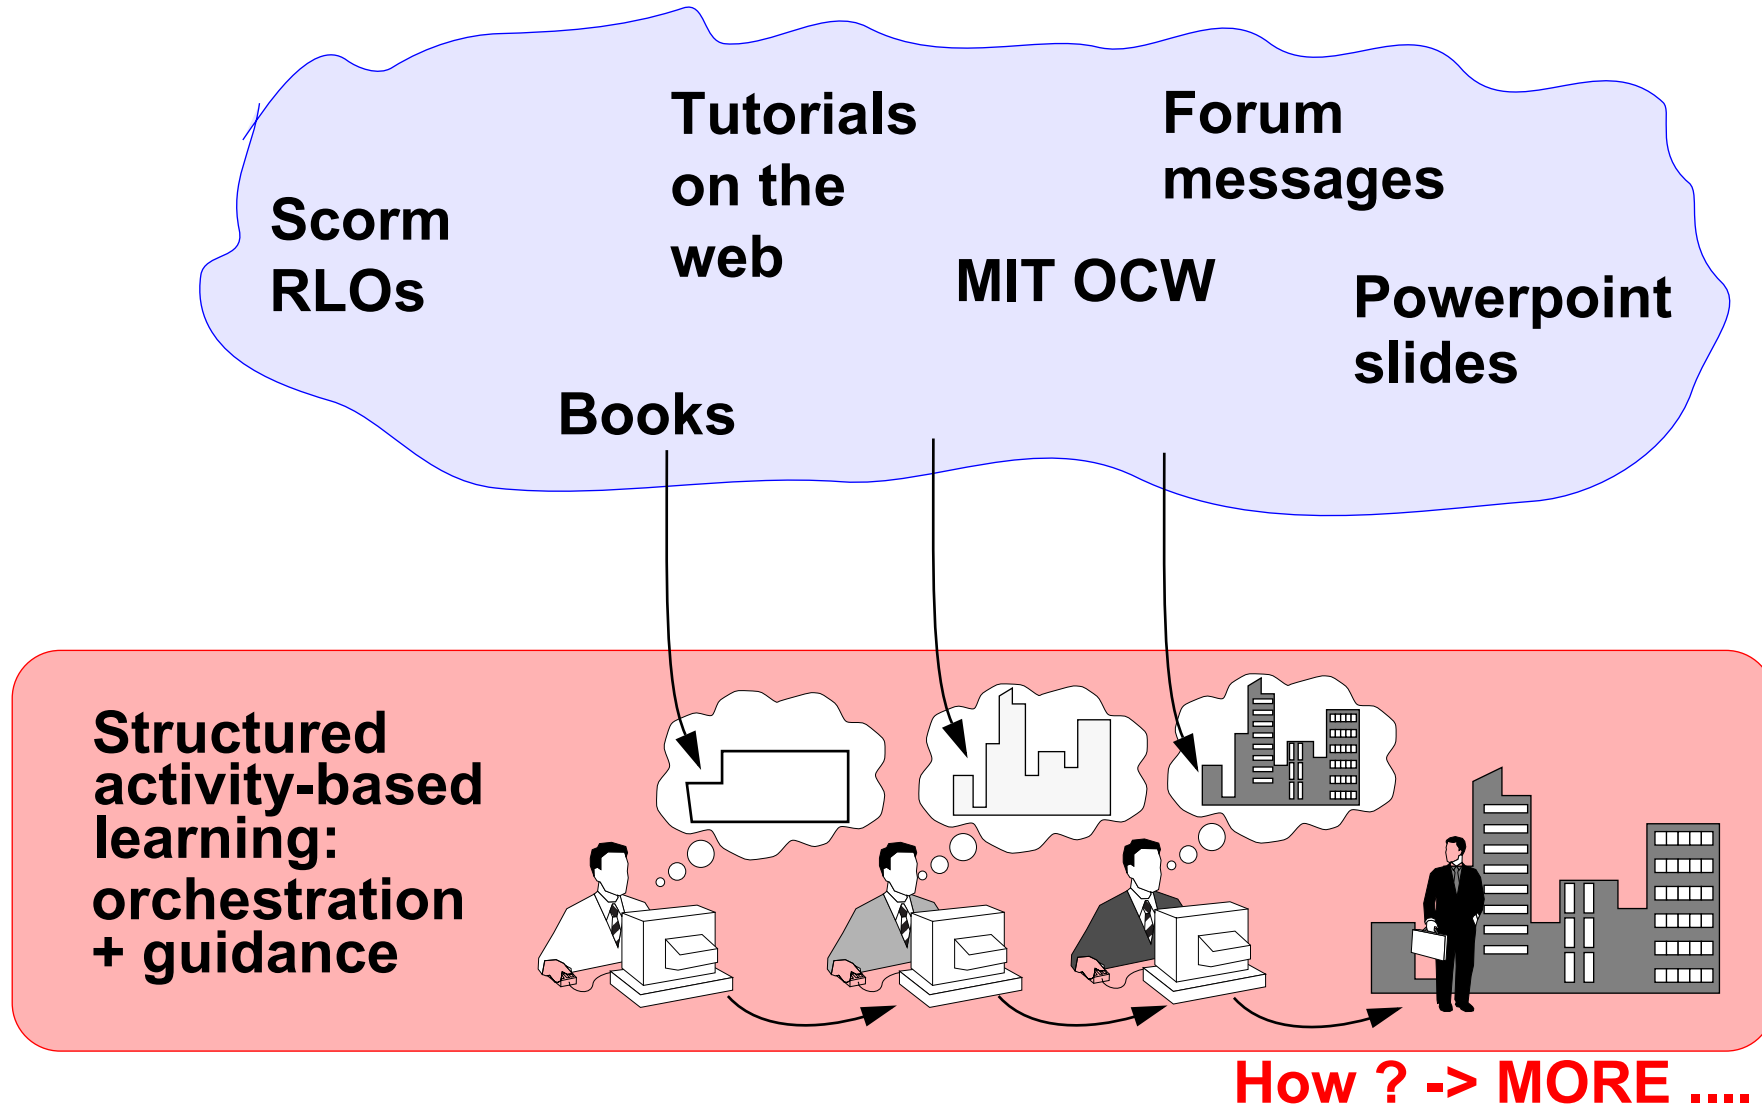 Tutorials
on the
web
Forum
messages
Scorm
RLOs
MIT OCW
Powerpoint
slides
Books
Structured
activity-based
learning:
orchestration
+ guidance
How ? -> MORE ....